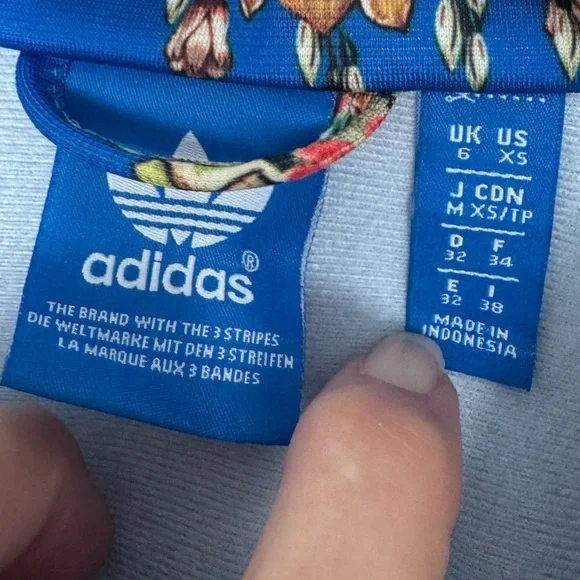 adidas®
THE BRAND WITH THE 3 STRIPES
DIE WELTMARKE MIT DEN 3 STREIFEN
LA MARQUE AUX 3 BANDES
UK US
6 XS
J CDN
M XS/TP
D F
32 34
E I
32 38
MADE IN
INDONESIA